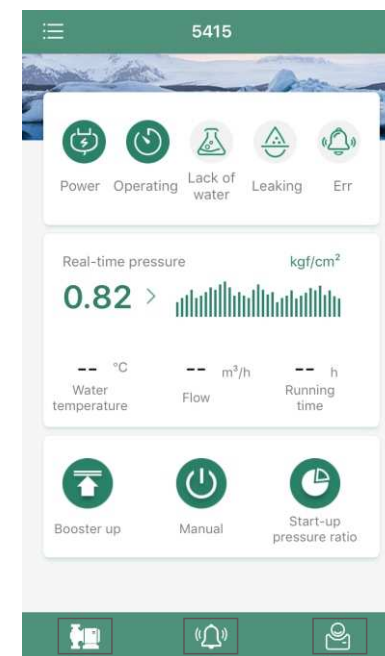 5415
Power Operating Lack of water Leaking Err
Real-time pressure kgf/cm²
0.82 >
-- °C -- m³/h -- h
Water temperature Flow Running time
Booster up Manual Start-up pressure ratio